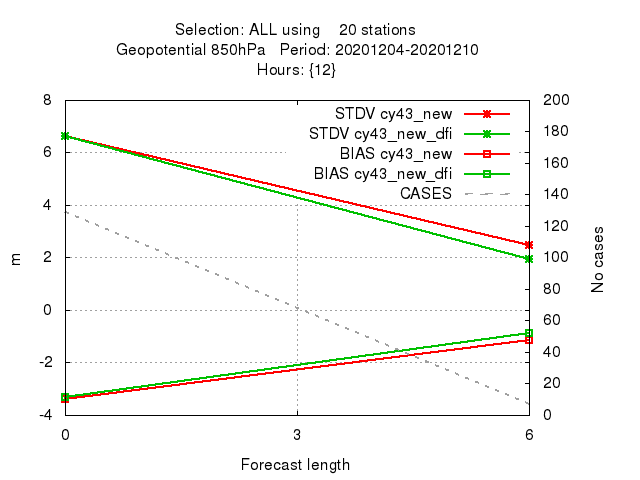 Selection: ALL using    20 stations
Geopotential 850hPa   Period: 20201204-20201210
Hours: {12}
STDV cy43_new
STDV cy43_new_dfi
BIAS cy43_new
BIAS cy43_new_dfi
CASES
8
6
4
2
0
-2
-4
m
200
180
160
140
120
100
80
60
40
20
0
No cases
0 3 6
Forecast length